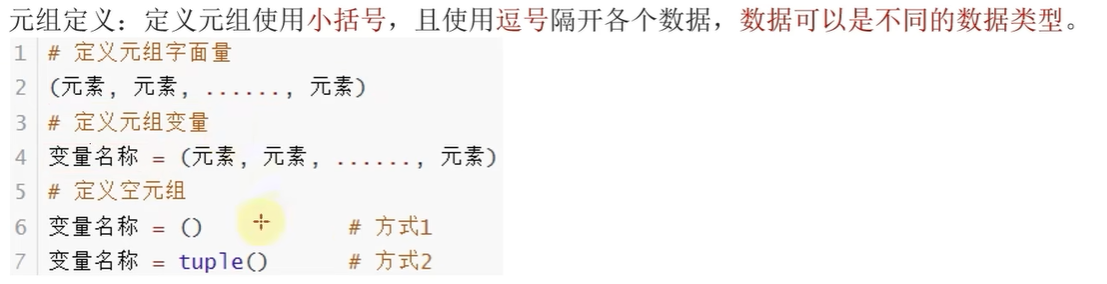 元组定义：定义元组使用小括号，且使用逗号隔开各个数据，数据可以是不同的数据类型。
1 # 定义元组字面量
2 (元素, 元素, ......, 元素)
3 # 定义元组变量
4 变量名称 = (元素, 元素, ......, 元素)
5 # 定义空元组
6 变量名称 = () # 方式1
7 变量名称 = tuple() # 方式2